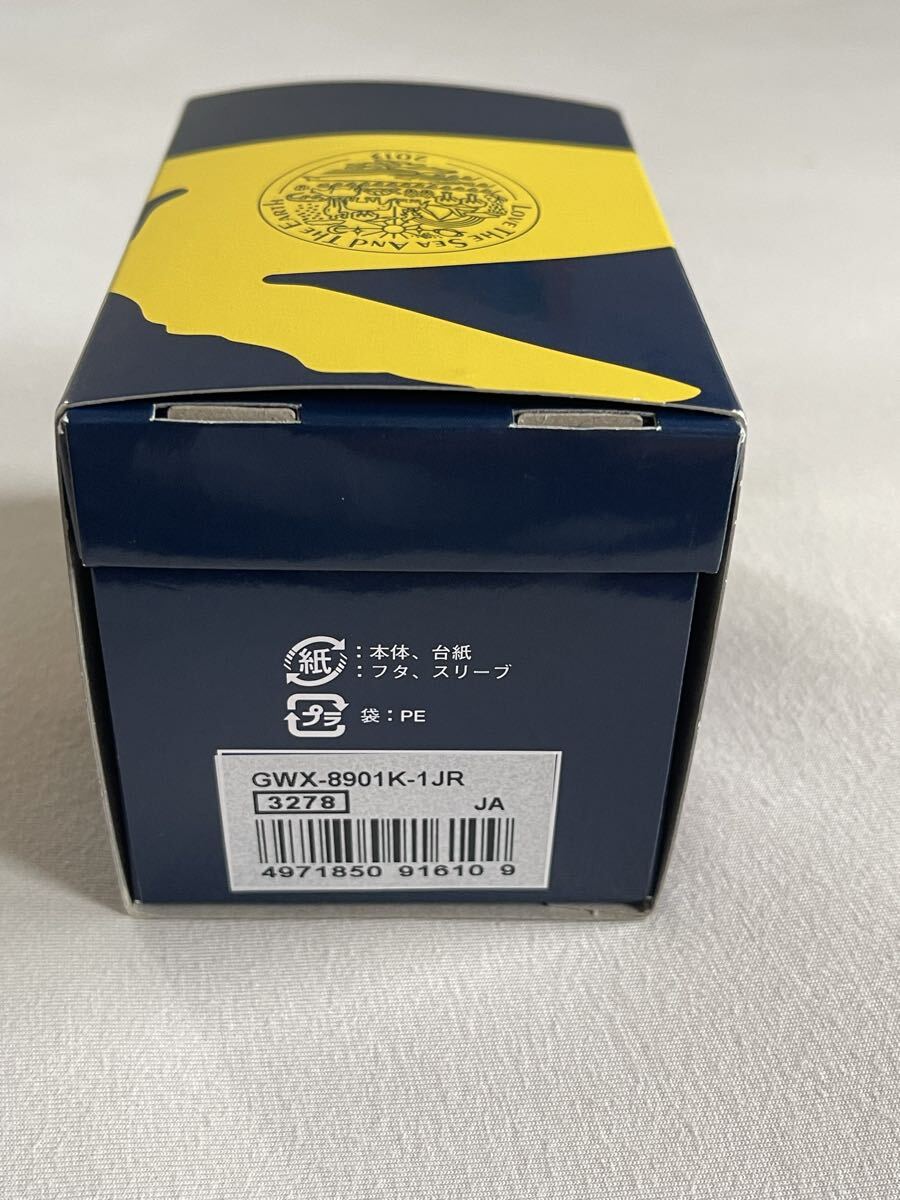 2013
LOVE THE SEA AND THE EARTH
紙：本体、台紙
：フタ、スリーブ
プラ 袋：PE
GWX-8901K-1JR
3278 JA
4971850 91610 9